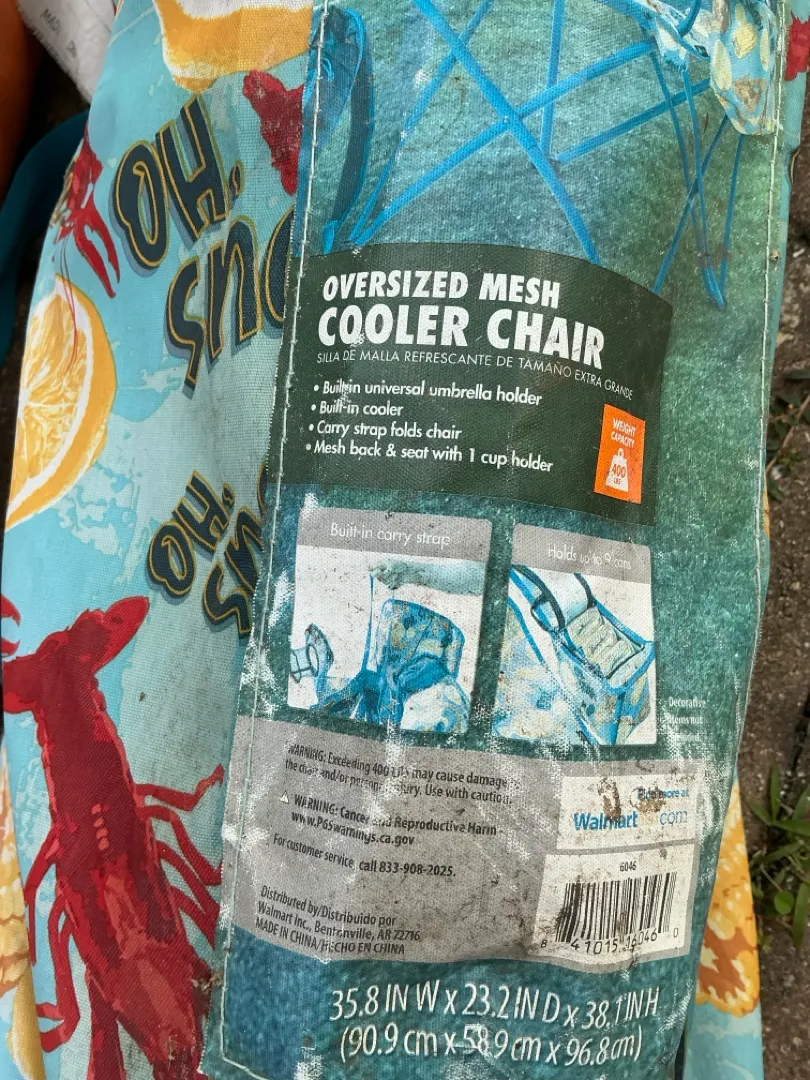 OH,
OH,
OVERSIZED MESH
COOLER CHAIR
SILLA DE MALLA REFRESCANTE DE TAMAÑO EXTRA GRANDE
• Built-in universal umbrella holder
• Built-in cooler
• Carry strap folds chair
• Mesh back & seat with 1 cup holder
WEIGHT
CAPACITY
400
LBS
Built-in carry strap
Holds up to 9 cans
Decorative
items not
included.
WARNING: Exceeding 400 LBS may cause damage
the chair and/or personal injury. Use with caution.
WARNING: Cancer and Reproductive Harm
www.P65warnings.ca.gov
For customer service, call 833-908-2025.
Distributed by/Distribuido por
Walmart Inc., Bentonville, AR 72716
MADE IN CHINA/HECHO EN CHINA
Find more at
Walmart com
6046
41015 16046 0
35.8 IN W x 23.2 IN D x 38.1 IN H
(90.9 cm x 58.9 cm x 96.8 cm)